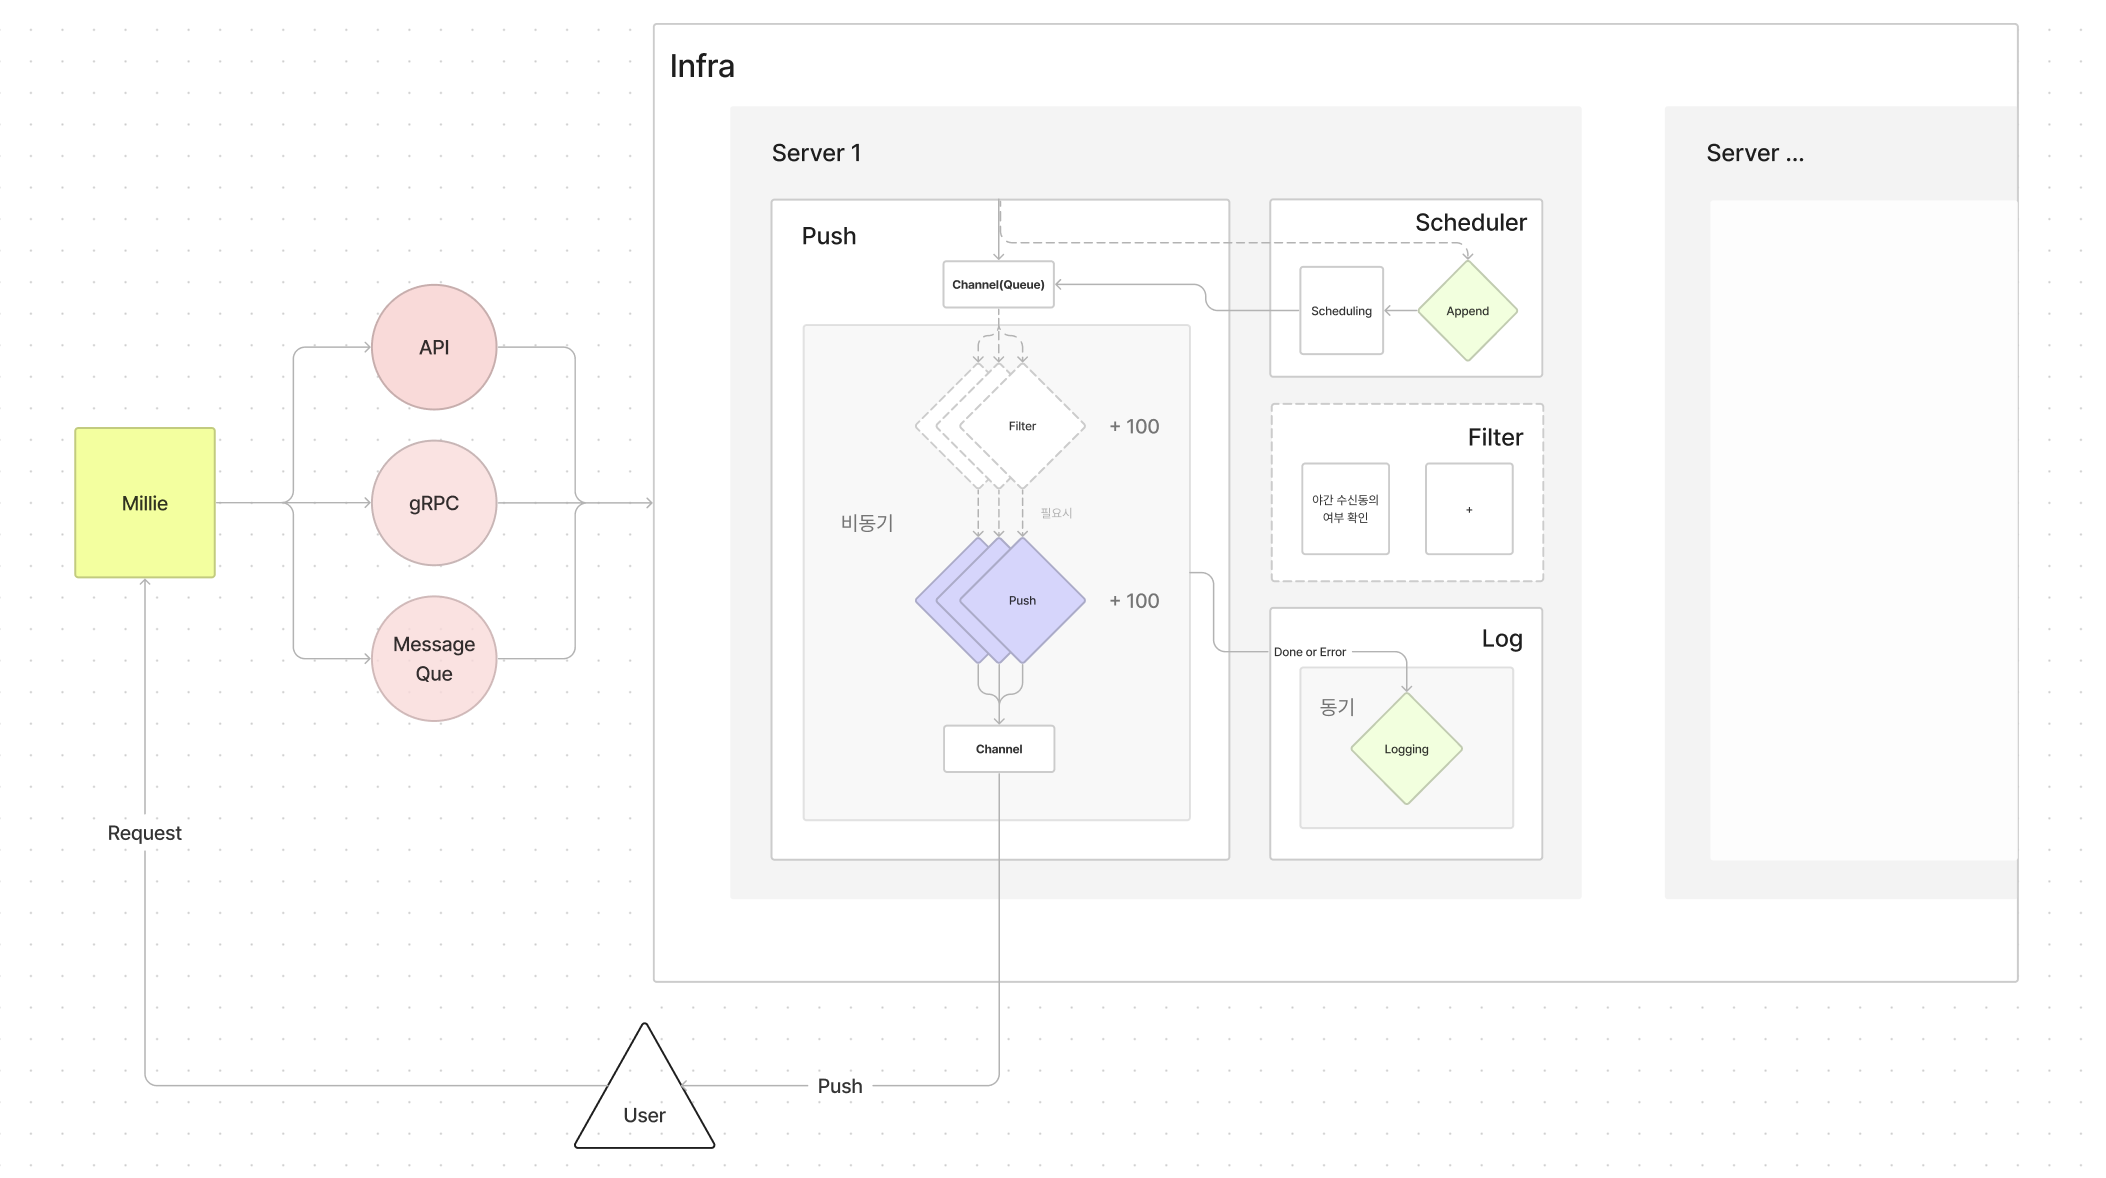 Infra
Server 1
Server ...
Push
Scheduler
Channel(Queue)
Scheduling
Append
API
Filter
+ 100
Filter
야간 수신동의
여부 확인
+
Millie
gRPC
필요시
비동기
Push
+ 100
Message
Que
Log
Done or Error
동기
Logging
Channel
Request
Push
User